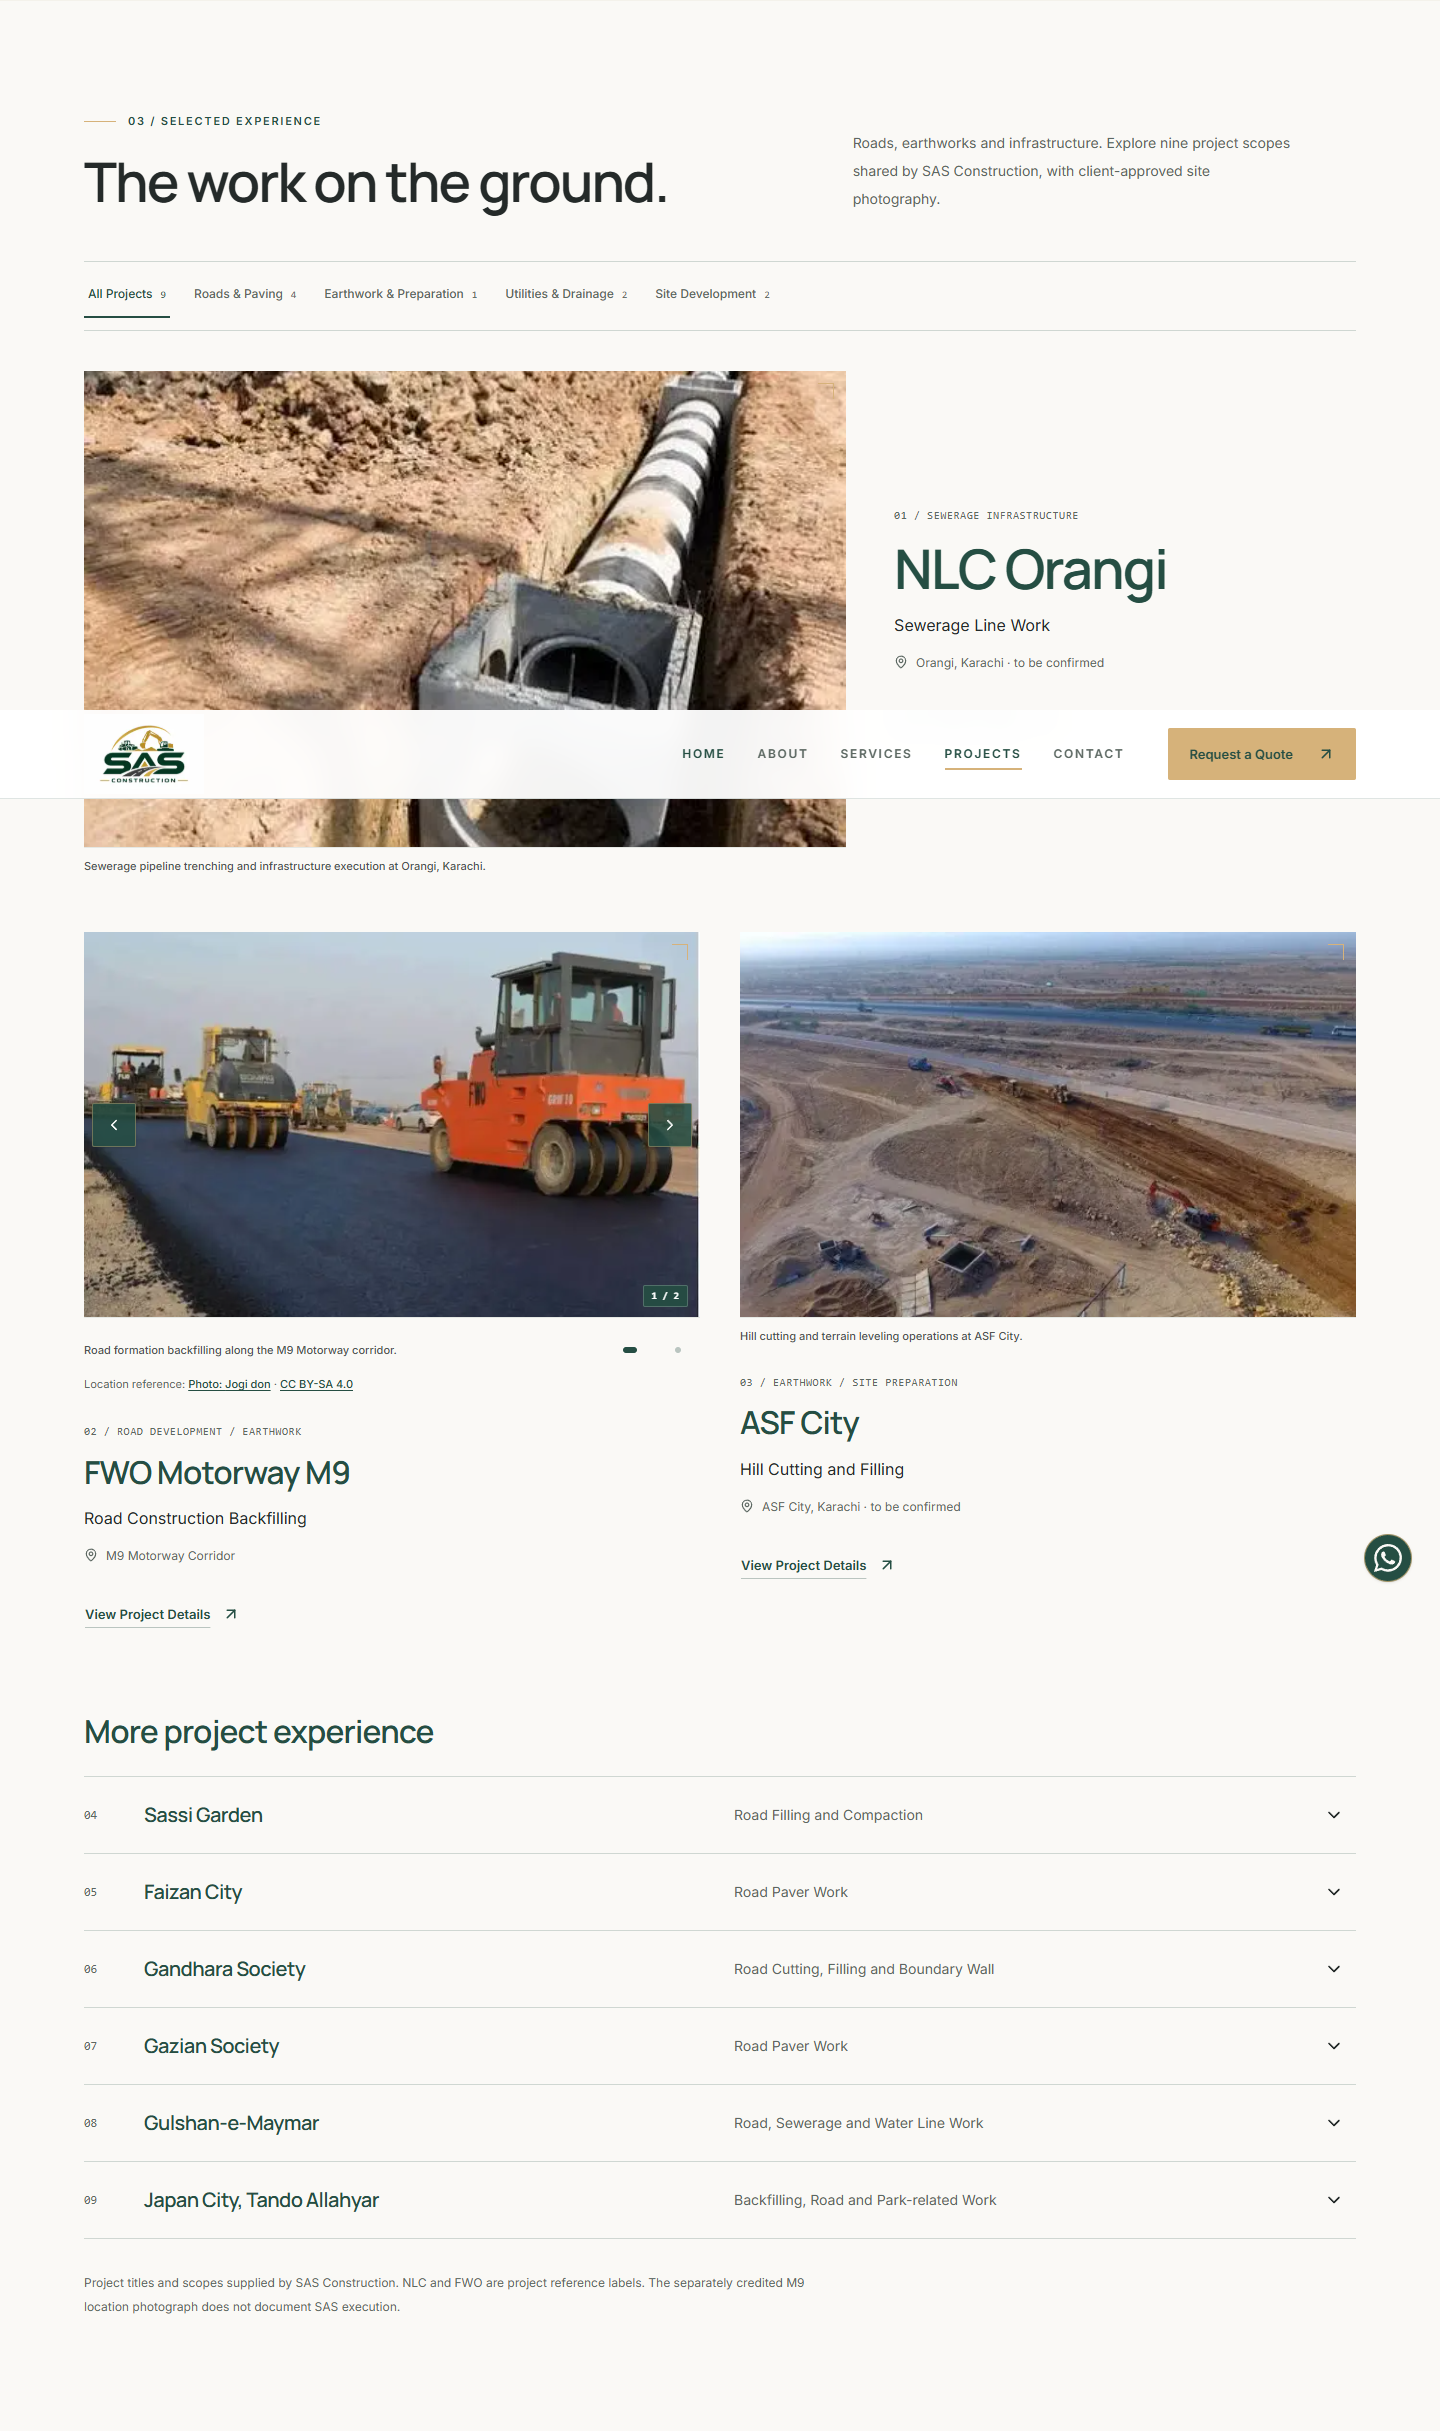 03 / SELECTED EXPERIENCE
The work on the ground.
Roads, earthworks and infrastructure. Explore nine project scopes
shared by SAS Construction, with client-approved site
photography.
All Projects 9 Roads & Paving 4 Earthwork & Preparation 1 Utilities & Drainage 2 Site Development 2
01 / SEWERAGE INFRASTRUCTURE
NLC Orangi
Sewerage Line Work
Orangi, Karachi · to be confirmed
SAS
CONSTRUCTION
HOME ABOUT SERVICES PROJECTS CONTACT Request a Quote
Sewerage pipeline trenching and infrastructure execution at Orangi, Karachi.
1 / 2
Road formation backfilling along the M9 Motorway corridor.
Location reference: Photo: Jogi don · CC BY-SA 4.0
02 / ROAD DEVELOPMENT / EARTHWORK
FWO Motorway M9
Road Construction Backfilling
M9 Motorway Corridor
View Project Details
Hill cutting and terrain leveling operations at ASF City.
03 / EARTHWORK / SITE PREPARATION
ASF City
Hill Cutting and Filling
ASF City, Karachi · to be confirmed
View Project Details
More project experience
04 Sassi Garden Road Filling and Compaction
05 Faizan City Road Paver Work
06 Gandhara Society Road Cutting, Filling and Boundary Wall
07 Gazian Society Road Paver Work
08 Gulshan-e-Maymar Road, Sewerage and Water Line Work
09 Japan City, Tando Allahyar Backfilling, Road and Park-related Work
Project titles and scopes supplied by SAS Construction. NLC and FWO are project reference labels. The separately credited M9
location photograph does not document SAS execution.